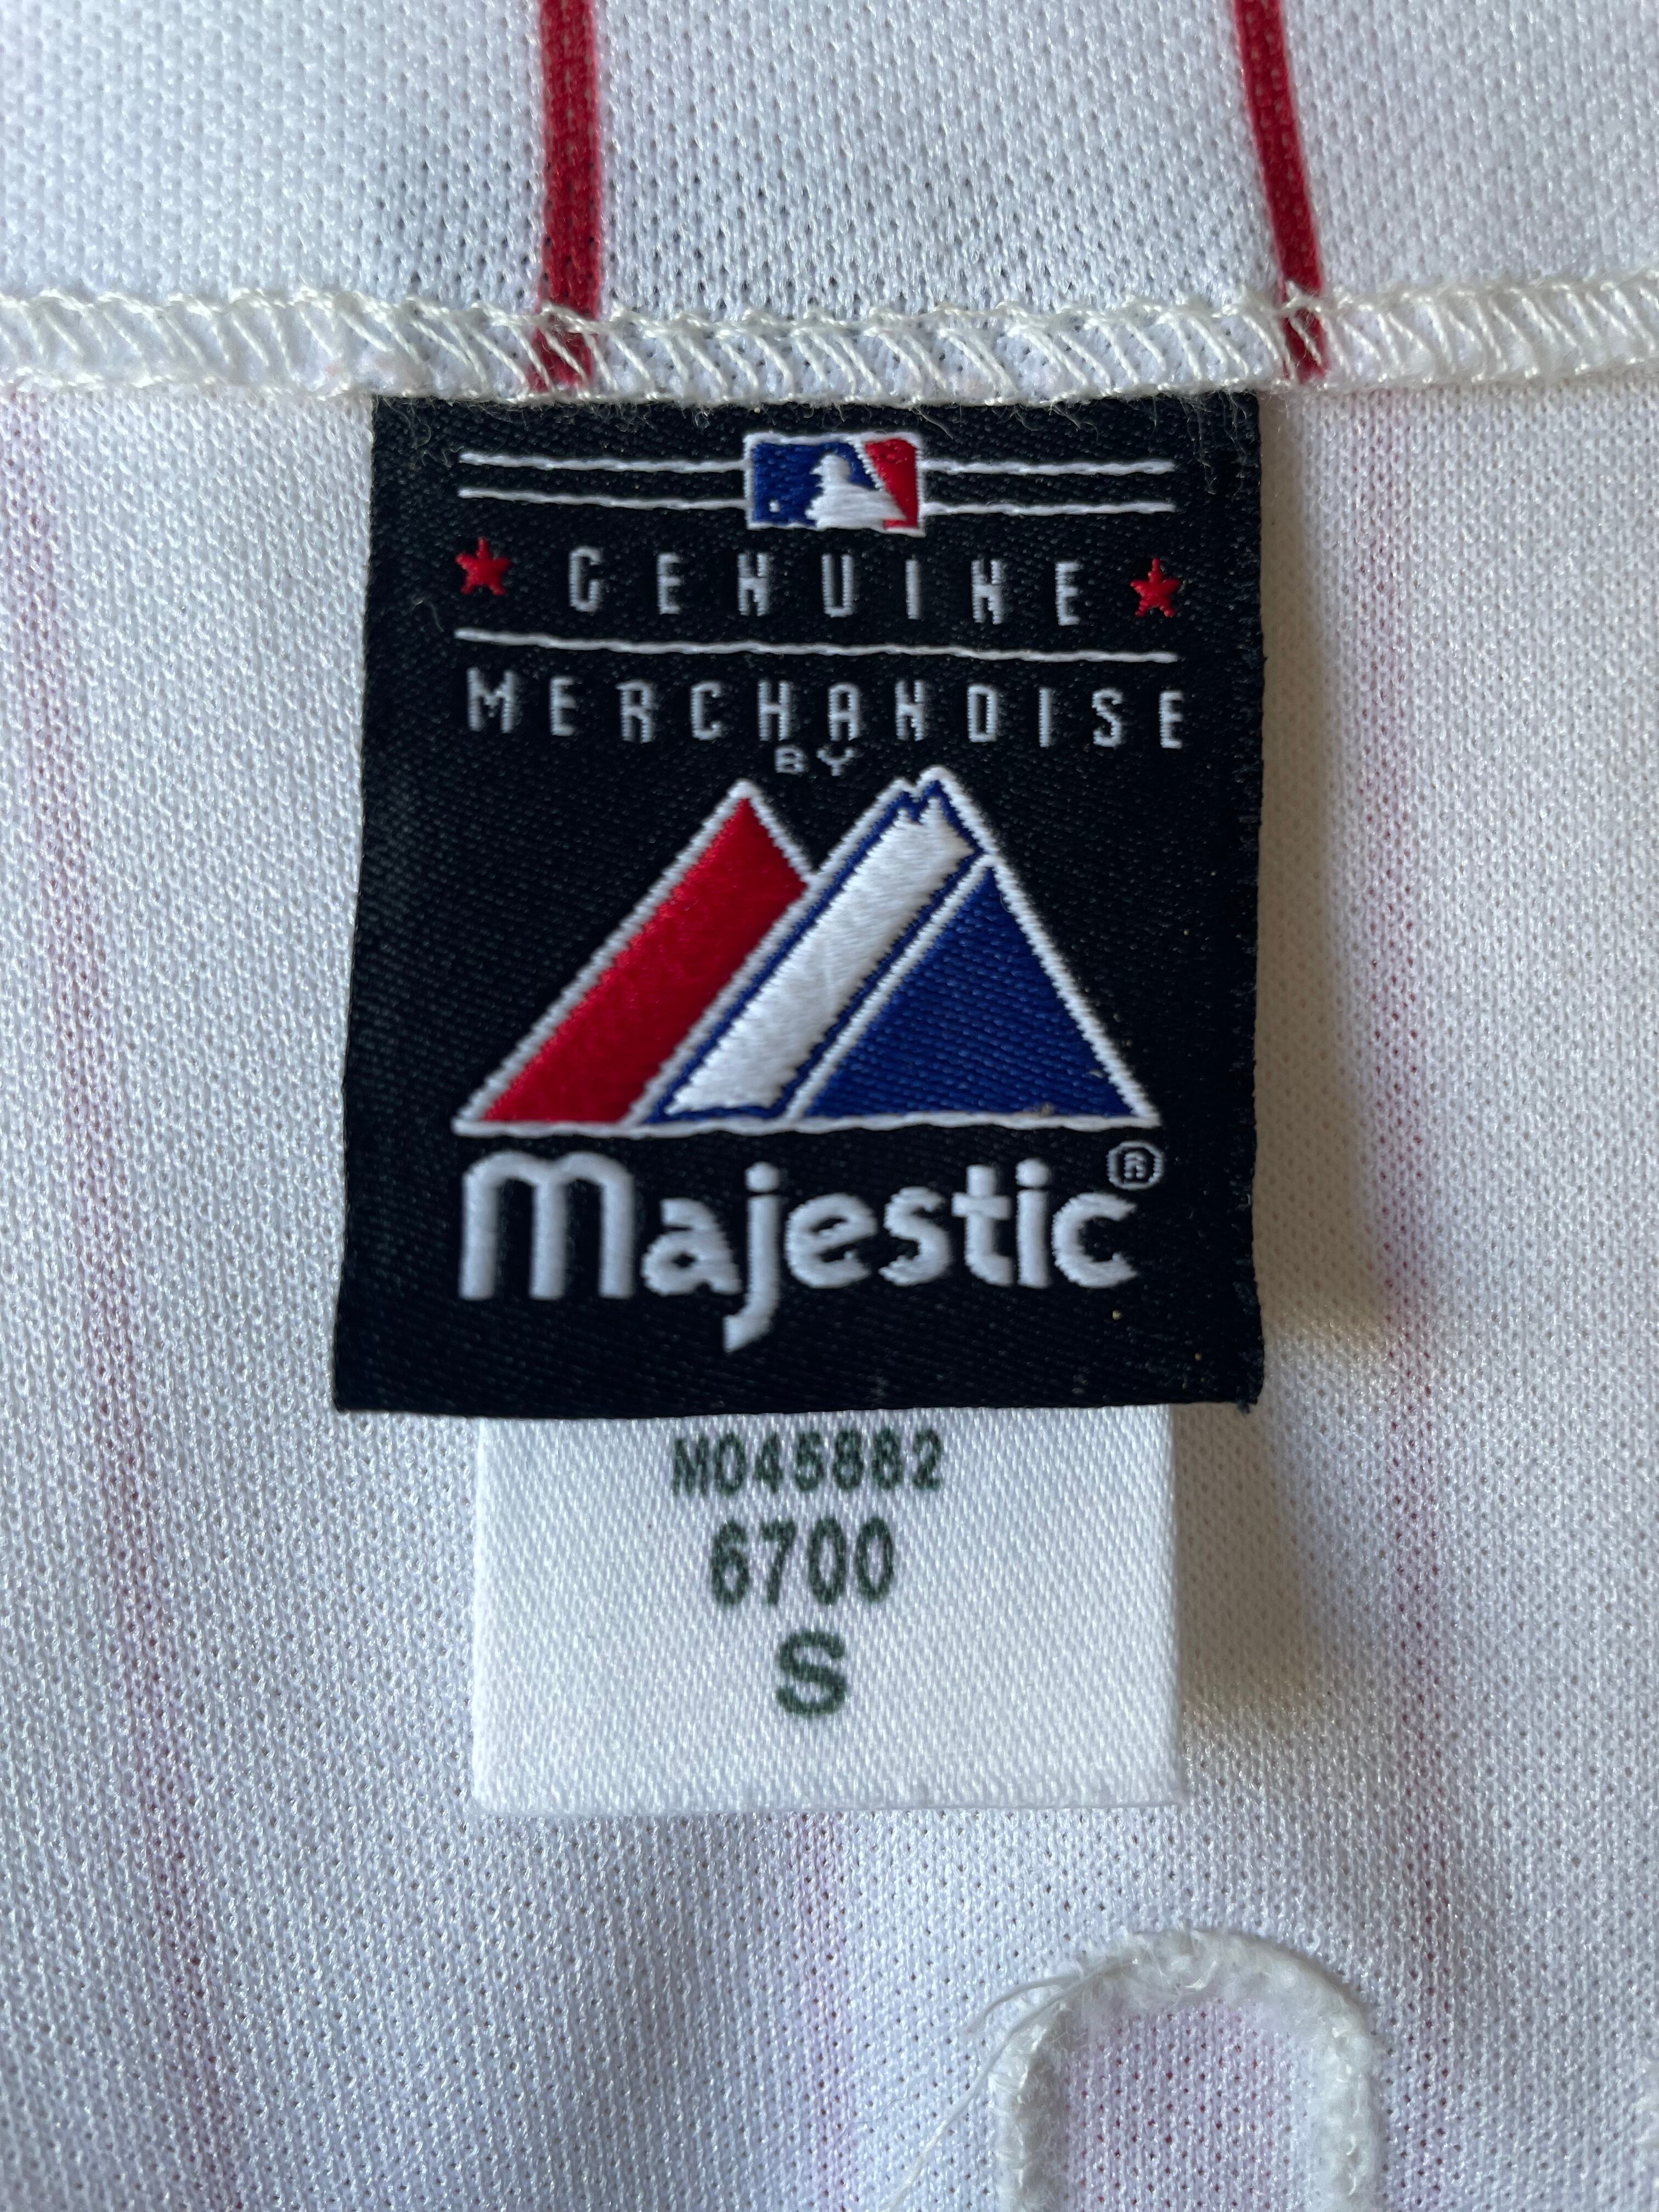 GENUINE
MERCHANDISE
BY
Majestic®
M045882
6700
S